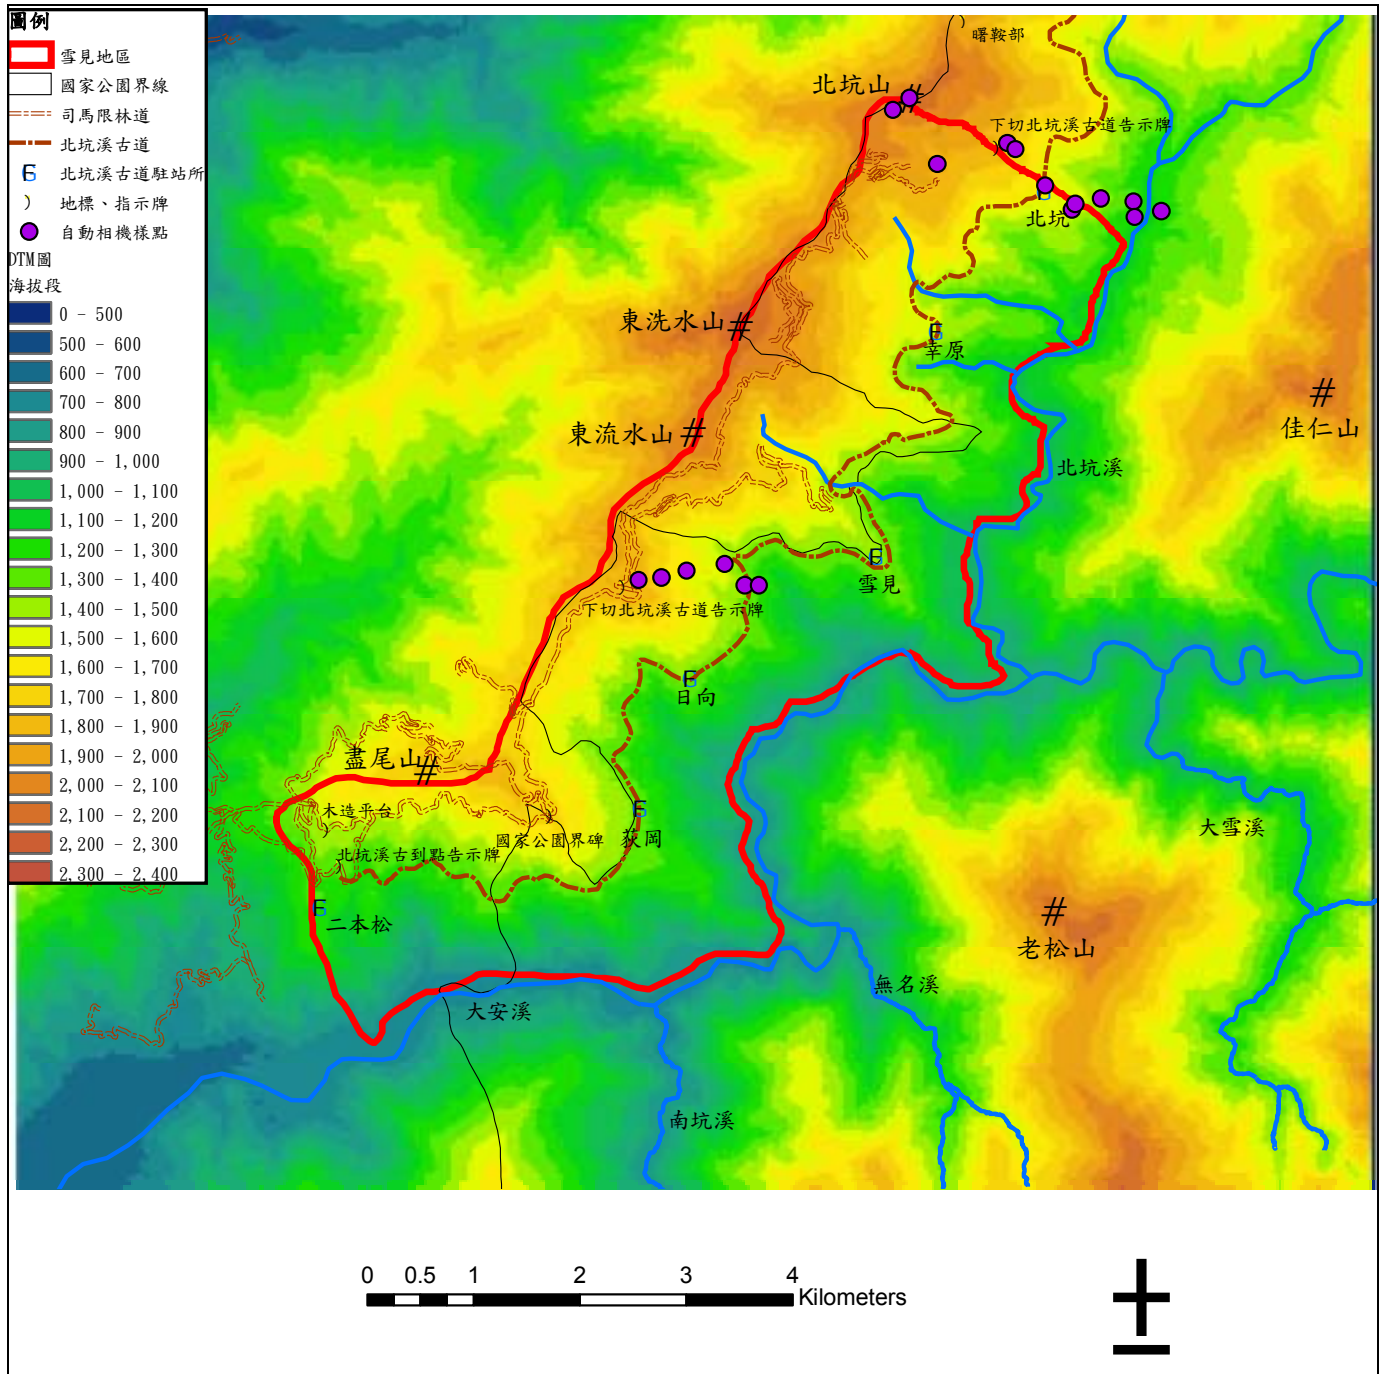 圖例
雪見地區
國家公園界線
司馬限林道
北坑溪古道
北坑溪古道駐站所
地標、指示牌
自動相機樣點
DTM圖
海拔段
0 - 500
500 - 600
600 - 700
700 - 800
800 - 900
900 - 1,000
1,000 - 1,100
1,100 - 1,200
1,200 - 1,300
1,300 - 1,400
1,400 - 1,500
1,500 - 1,600
1,600 - 1,700
1,700 - 1,800
1,800 - 1,900
1,900 - 2,000
2,000 - 2,100
2,100 - 2,200
2,200 - 2,300
2,300 - 2,400
曙鞍部
北坑山
下切北坑溪古道告示牌
北坑
東洗水山
幸原
佳仁山
東流水山
北坑溪
雪見
下切北坑溪古道告示牌
日向
盡尾山
木造平台
國家公園界碑
荻岡
大雪溪
北坑溪古到點告示牌
二本松
老松山
無名溪
大安溪
南坑溪
0 0.5 1 2 3 4
Kilometers